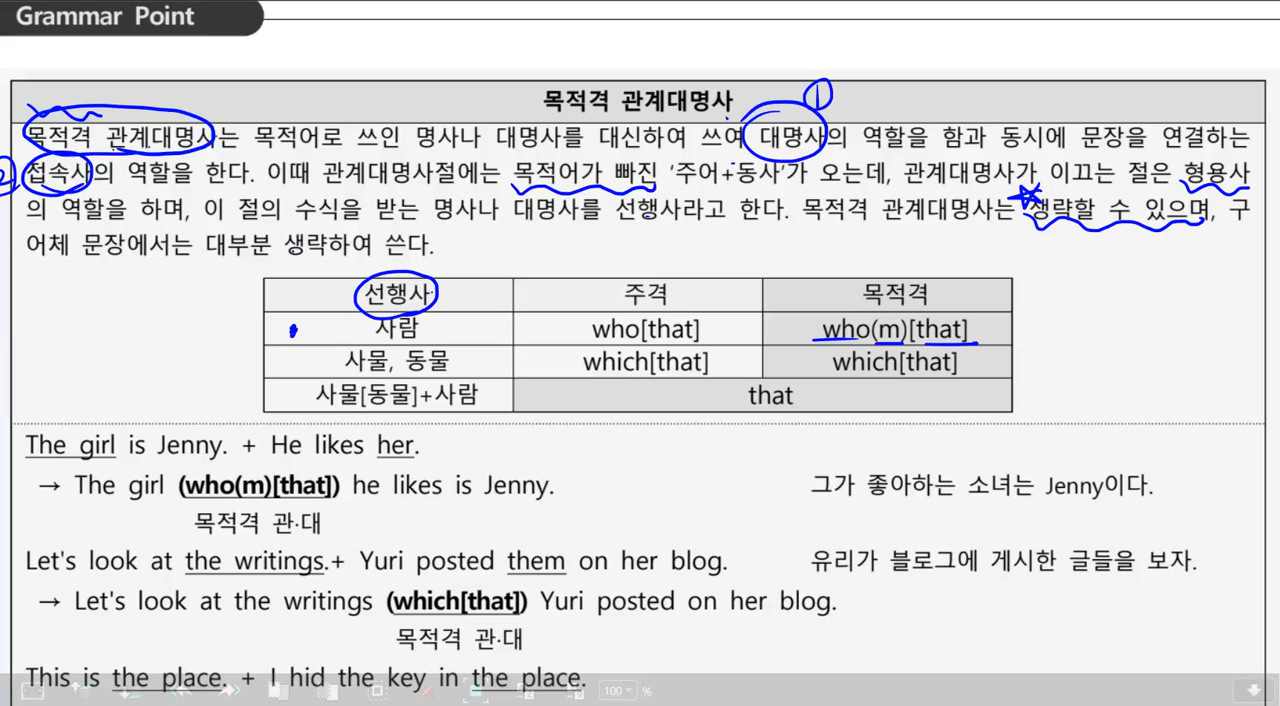 Grammar Point
목적격 관계대명사
①
목적격 관계대명사는 목적어로 쓰인 명사나 대명사를 대신하여 쓰여 대명사의 역할을 함과 동시에 문장을 연결하는
접속사의 역할을 한다. 이때 관계대명사절에는 목적어가 빠진 '주어+동사'가 오는데, 관계대명사가 이끄는 절은 형용사
의 역할을 하며, 이 절의 수식을 받는 명사나 대명사를 선행사라고 한다. 목적격 관계대명사는 생략할 수 있으며, 구
어체 문장에서는 대부분 생략하여 쓴다.
선행사 주격 목적격
사람 who[that] who(m)[that]
사물, 동물 which[that] which[that]
사물[동물]+사람 that
The girl is Jenny. + He likes her.
→ The girl (who(m)[that]) he likes is Jenny. 그가 좋아하는 소녀는 Jenny이다.
목적격 관·대
Let's look at the writings.+ Yuri posted them on her blog. 유리가 블로그에 게시한 글들을 보자.
→ Let's look at the writings (which[that]) Yuri posted on her blog.
목적격 관·대
This is the place. + I hid the key in the place.
100 %